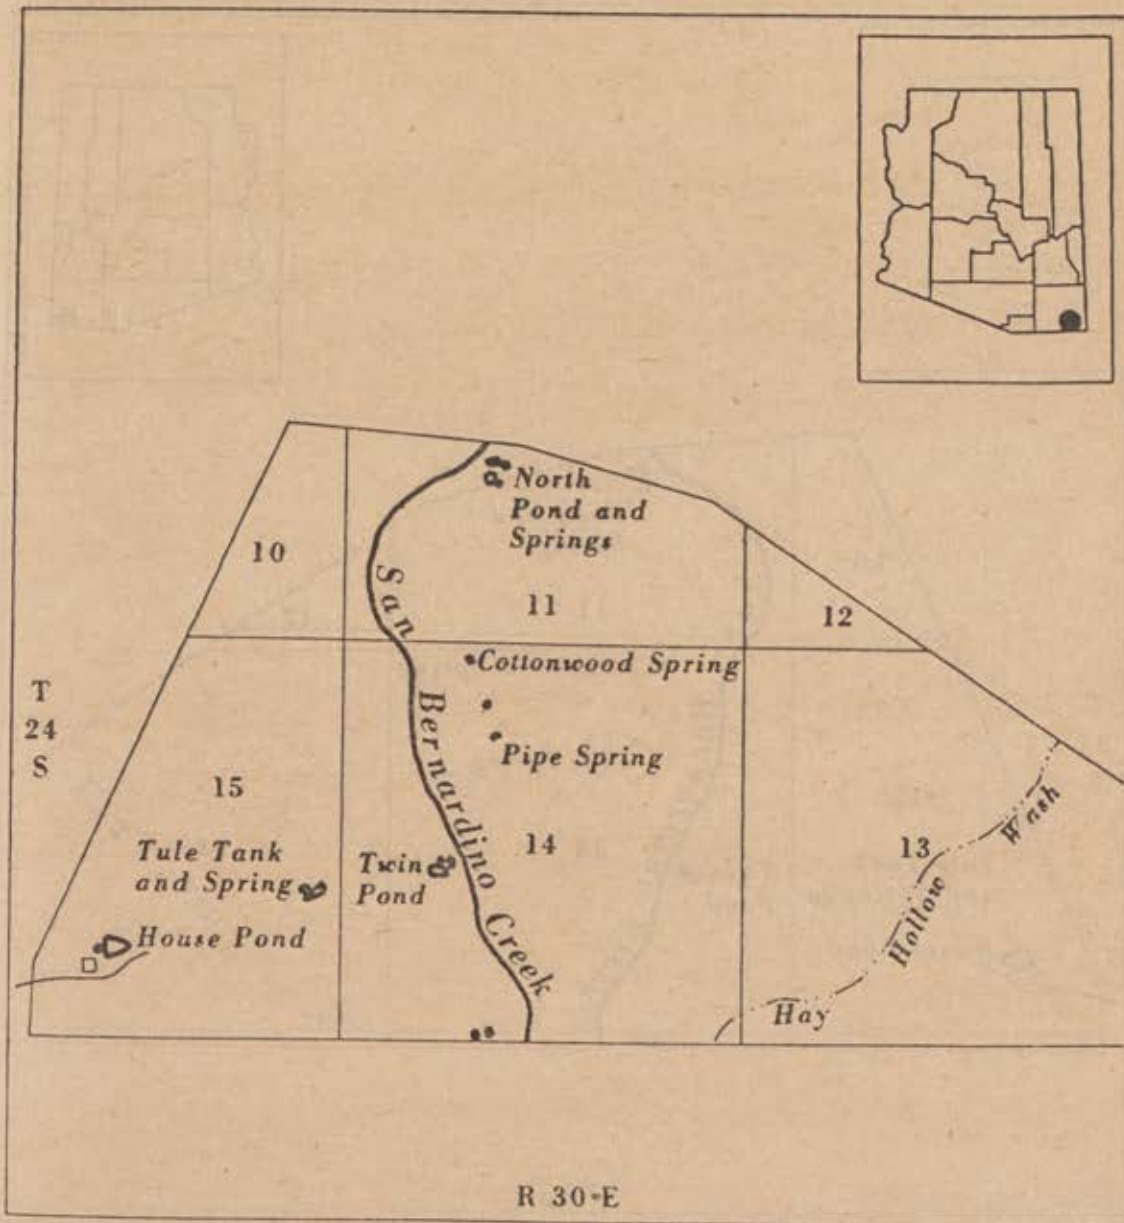 North
Pond and
Springs
10
San Bernardino Creek
11
12
Cottonwood Spring
T
24
S
Pipe Spring
15
14
13
Hay Hollow Wash
Tule Tank
and Spring
Twin
Pond
House Pond
R 30 E